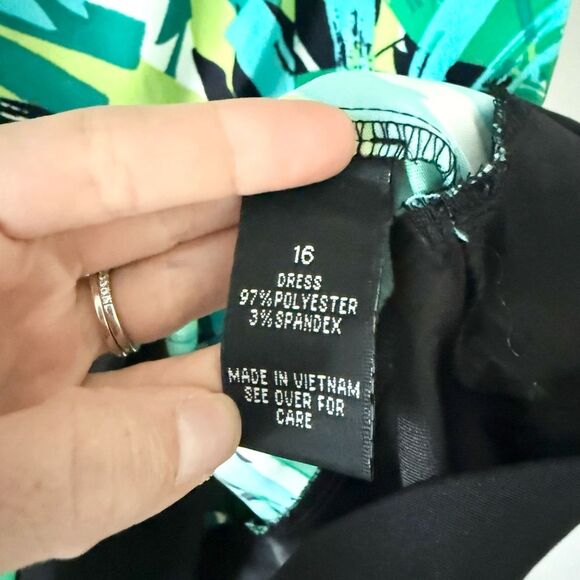 16
DRESS
97%POLYESTER
3%SPANDEX
MADE IN VIETNAM
SEE OVER FOR
CARE